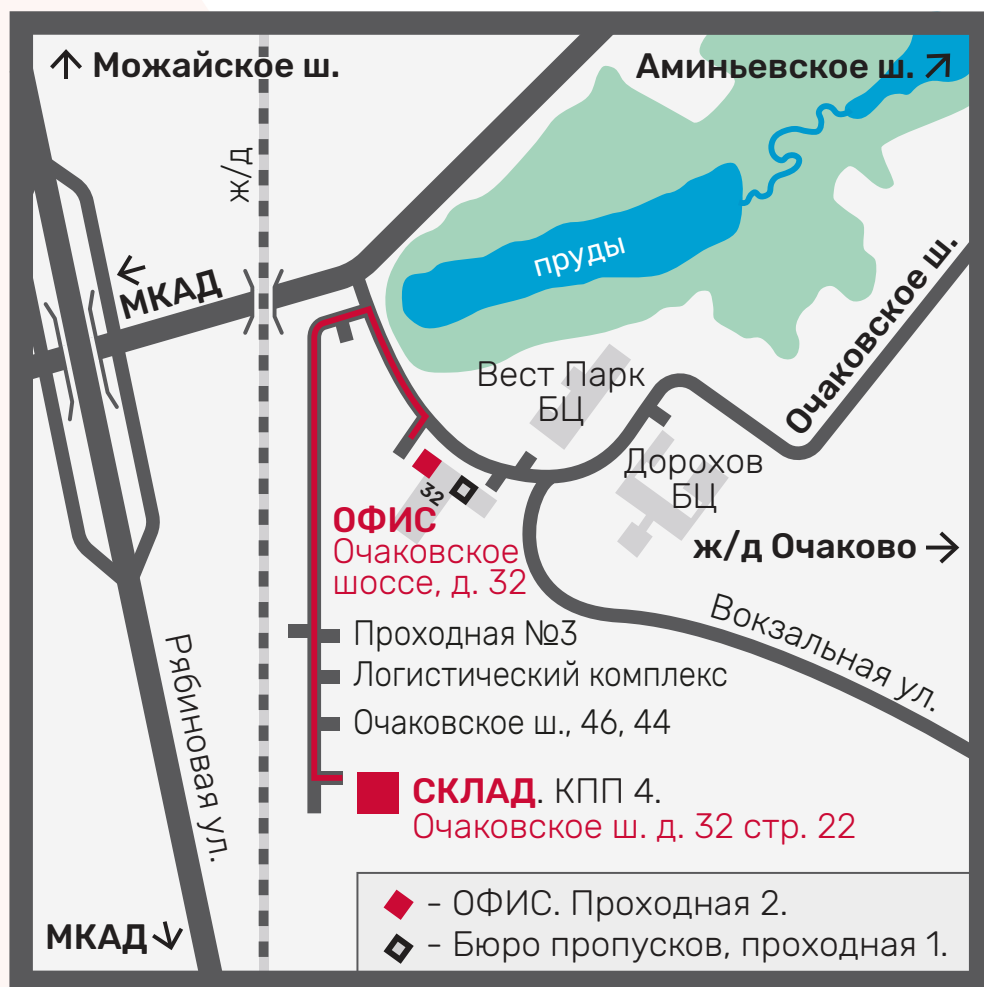 ↑ Можайское ш.
Аминьевское ш. ↗
ж/д
← МКАД
пруды
Очаковское ш.
Вест Парк
БЦ
Дорохов
БЦ
32
ОФИС
Очаковское
шоссе, д. 32
ж/д Очаково →
Вокзальная ул.
Проходная №3
Логистический комплекс
Очаковское ш., 46, 44
Рябиновая ул.
СКЛАД. КПП 4.
Очаковское ш. д. 32 стр. 22
МКАД ↓
- ОФИС. Проходная 2.
- Бюро пропусков, проходная 1.